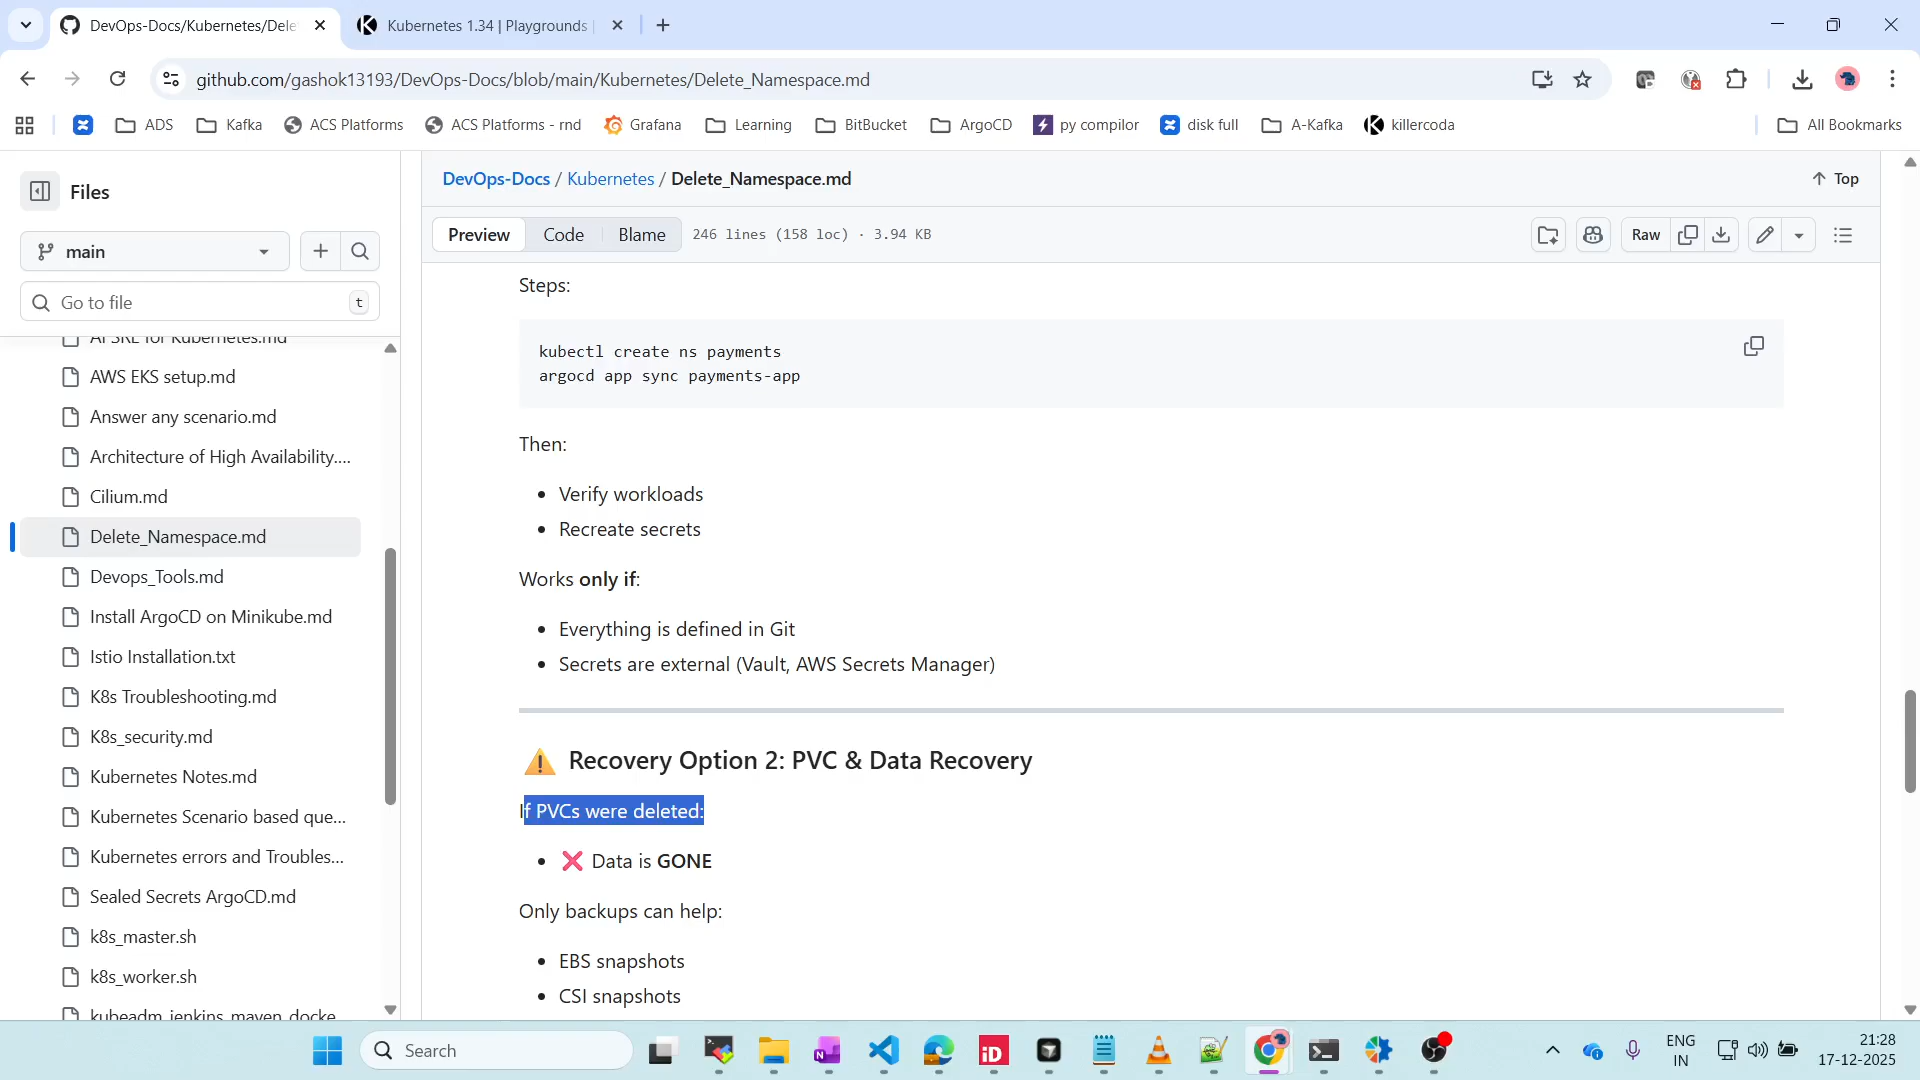 DevOps-Docs/Kubernetes/Dele
Kubernetes 1.34 | Playgrounds
github.com/gashok13193/DevOps-Docs/blob/main/Kubernetes/Delete_Namespace.md
ADS
Kafka
ACS Platforms
ACS Platforms - rnd
Grafana
Learning
BitBucket
ArgoCD
py compilor
disk full
A-Kafka
killercoda
All Bookmarks
Files
main
Go to file
t
AI SRE for Kubernetes.md
AWS EKS setup.md
Answer any scenario.md
Architecture of High Availability....
Cilium.md
Delete_Namespace.md
Devops_Tools.md
Install ArgoCD on Minikube.md
Istio Installation.txt
K8s Troubleshooting.md
K8s_security.md
Kubernetes Notes.md
Kubernetes Scenario based que...
Kubernetes errors and Troubles...
Sealed Secrets ArgoCD.md
k8s_master.sh
k8s_worker.sh
kubeadm_jenkins_maven_docke
DevOps-Docs / Kubernetes / Delete_Namespace.md
Top
Preview
Code
Blame
246 lines (158 loc) · 3.94 KB
Raw
Steps:
kubectl create ns payments
argocd app sync payments-app
Then:
• Verify workloads
• Recreate secrets
Works only if:
• Everything is defined in Git
• Secrets are external (Vault, AWS Secrets Manager)
⚠️ Recovery Option 2: PVC & Data Recovery
If PVCs were deleted:
• ❌ Data is GONE
Only backups can help:
• EBS snapshots
• CSI snapshots
Search
iD
ENG
IN
21:28
17-12-2025